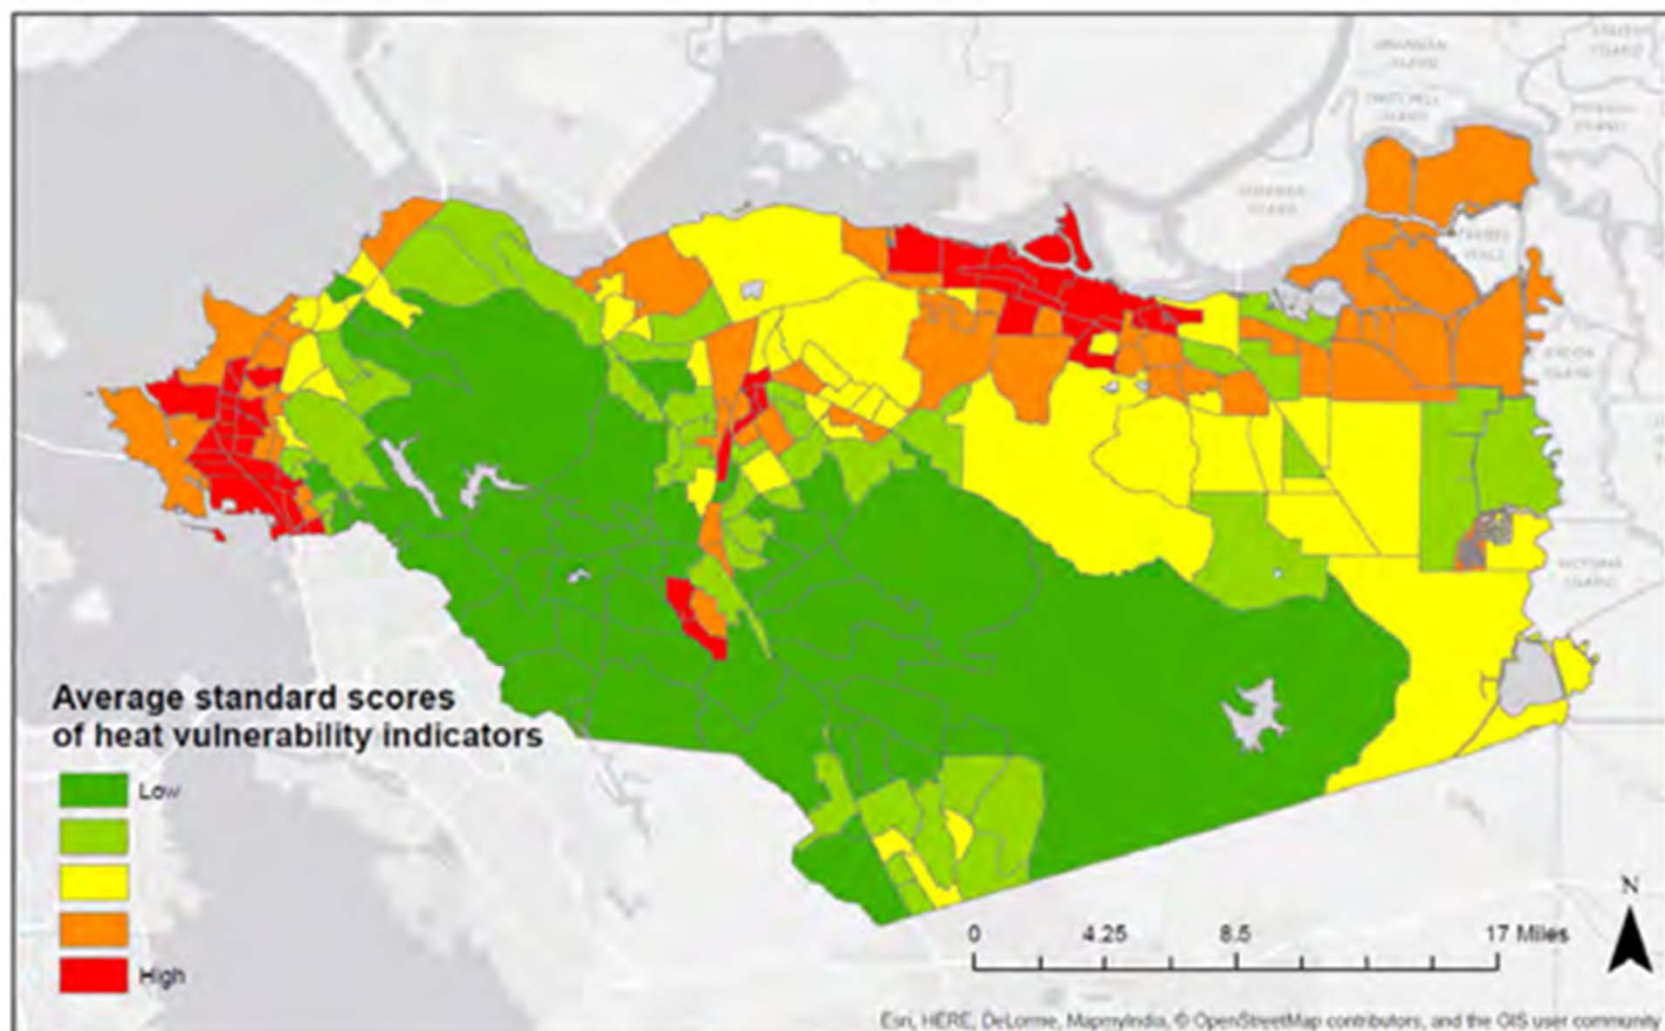 Average standard scores
of heat vulnerability indicators
Low
High
N
0 4.25 8.5 17 Miles
Esri, HERE, DeLorme, MapmyIndia, © OpenStreetMap contributors, and the GIS user community